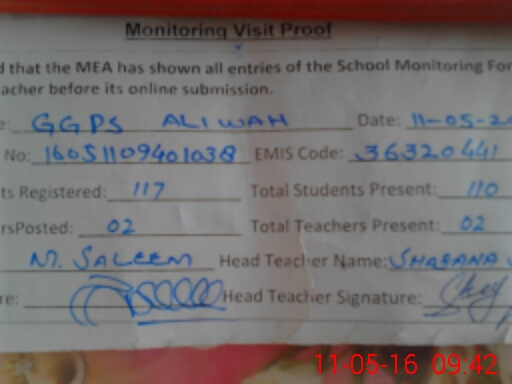 Monitoring Visit Proof
d that the MEA has shown all entries of the School Monitoring For
acher before its online submission.
e: GGPS ALI WAH Date: 11-05-20
No: 16051109401038 EMIS Code: 36320441
ts Registered: 117 Total Students Present: 110
rsPosted: 02 Total Teachers Present: 02
M. SALEEM Head Teacher Name: SHABANA
re: Head Teacher Signature:
11-05-16 09:42